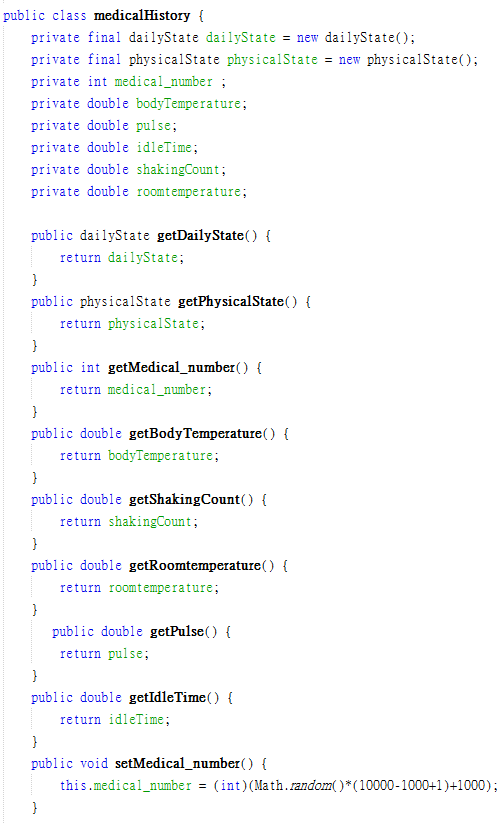 public class medicalHistory {
    private final dailyState dailyState = new dailyState();
    private final physicalState physicalState = new physicalState();
    private int medical_number ;
    private double bodyTemperature;
    private double pulse;
    private double idleTime;
    private double shakingCount;
    private double roomtemperature;

    public dailyState getDailyState() {
        return dailyState;
    }
    public physicalState getPhysicalState() {
        return physicalState;
    }
    public int getMedical_number() {
        return medical_number;
    }
    public double getBodyTemperature() {
        return bodyTemperature;
    }
    public double getShakingCount() {
        return shakingCount;
    }
    public double getRoomtemperature() {
        return roomtemperature;
    }
       public double getPulse() {
        return pulse;
    }
    public double getIdleTime() {
        return idleTime;
    }
    public void setMedical_number() {
        this.medical_number = (int)(Math.random()*(10000-1000+1)+1000);
    }